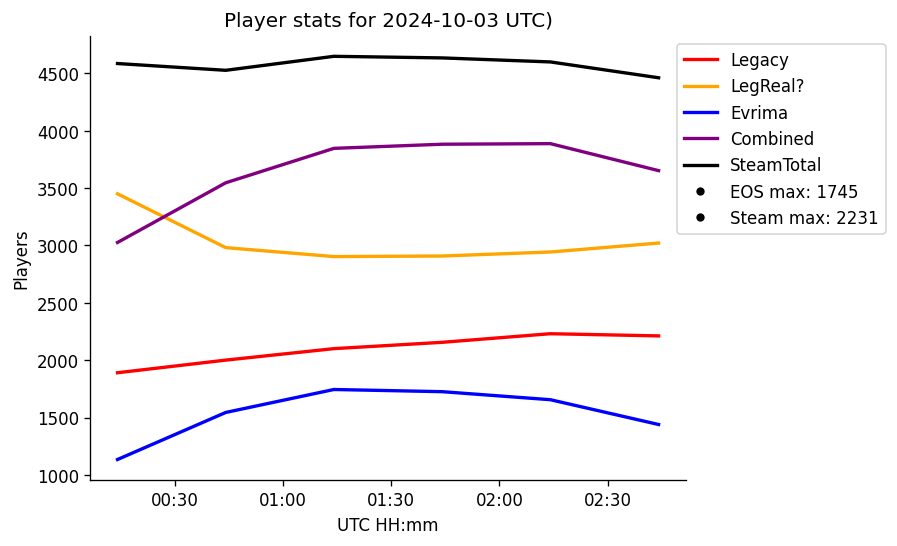 Player stats for 2024-10-03 UTC)
Legacy
LegReal?
Evrima
Combined
SteamTotal
EOS max: 1745
Steam max: 2231
Players
4500
4000
3500
3000
2500
2000
1500
1000
00:30 01:00 01:30 02:00 02:30
UTC HH:mm